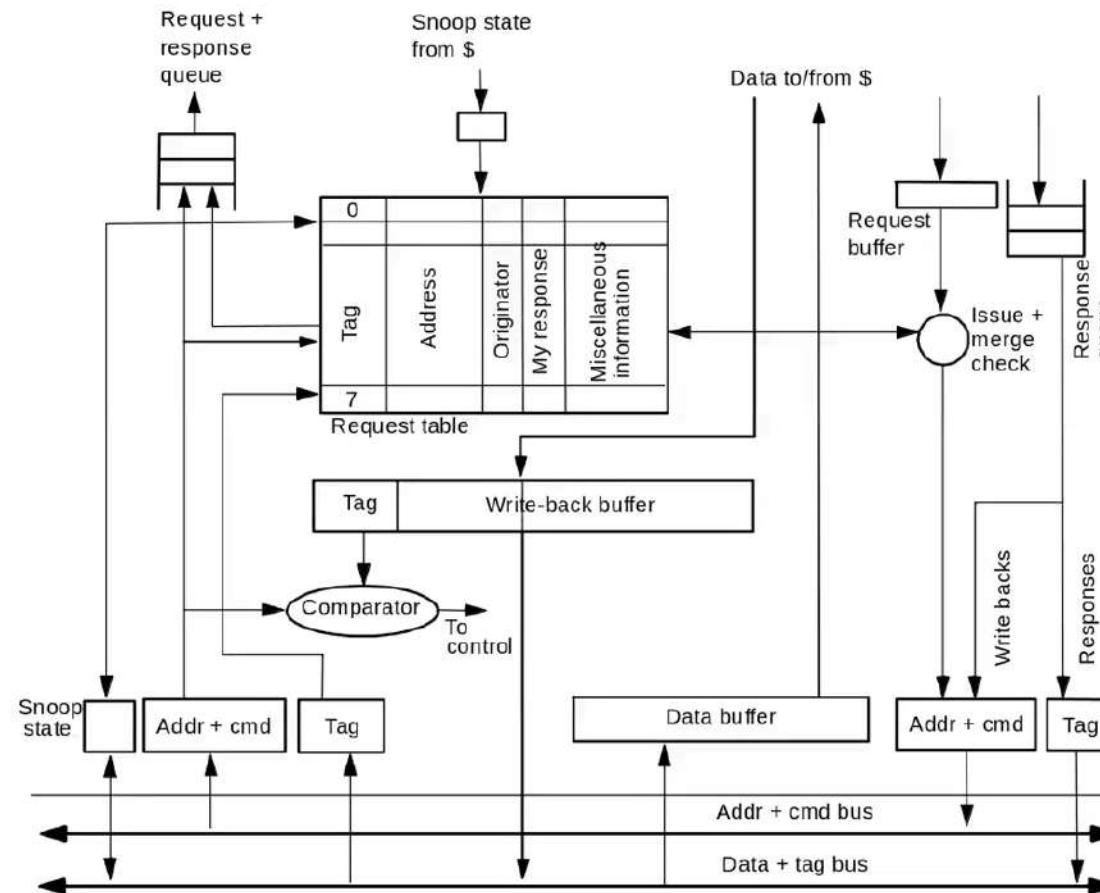 Request +
response
queue
Snoop state
from $
Data to/from $
0
Tag
Address
Originator
My response
Miscellaneous
information
7
Request table
Request
buffer
Issue +
merge
check
Response
Tag
Write-back buffer
Comparator
To
control
Write backs
Responses
Snoop
state
Addr + cmd
Tag
Data buffer
Addr + cmd
Tag
Addr + cmd bus
Data + tag bus